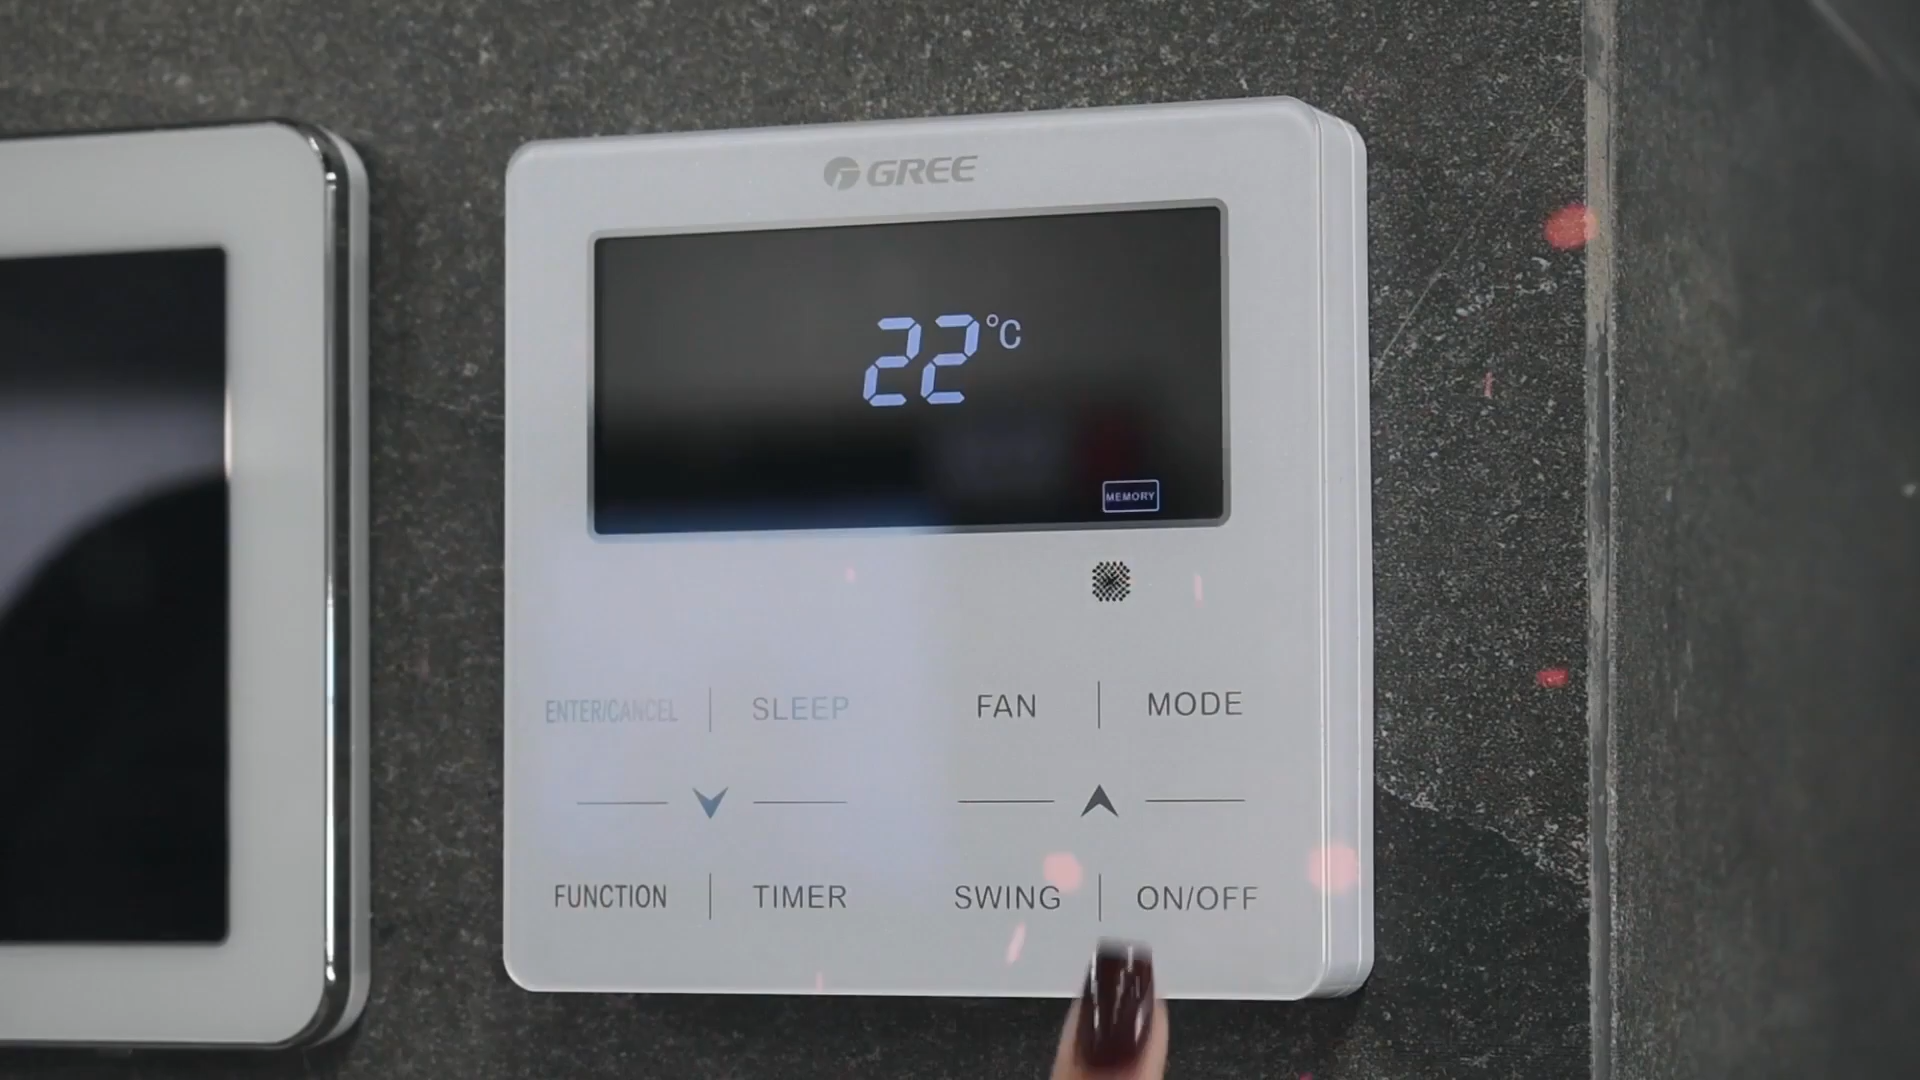 GREE
22°C
MEMORY
ENTER/CANCEL SLEEP FAN MODE
FUNCTION TIMER SWING ON/OFF